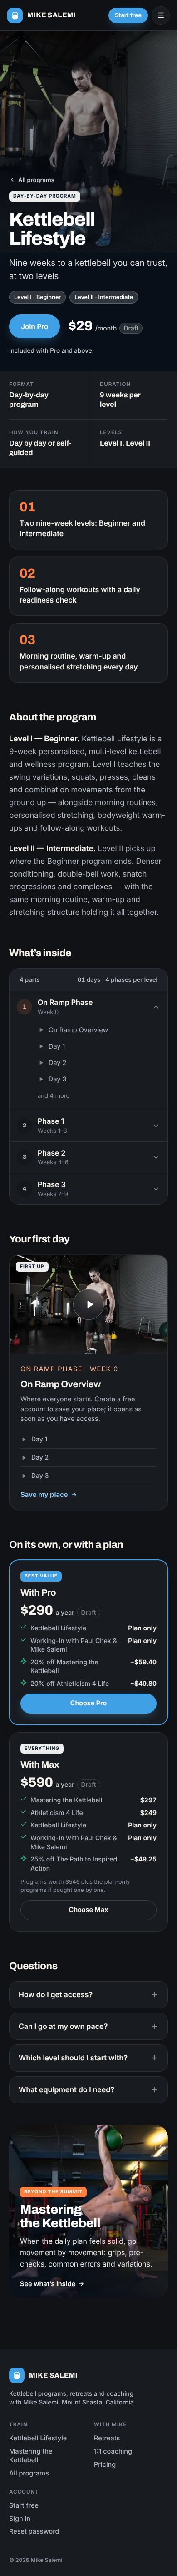 MIKE SALEMI
Start free
All programs
DAY-BY-DAY PROGRAM
Kettlebell
Lifestyle
Nine weeks to a kettlebell you can trust,
at two levels
Level I · Beginner
Level II · Intermediate
Join Pro
$29 /month Draft
Included with Pro and above.
FORMAT
Day-by-day
program
DURATION
9 weeks per
level
HOW YOU TRAIN
Day by day or self-
guided
LEVELS
Level I, Level II
01
Two nine-week levels: Beginner and
Intermediate
02
Follow-along workouts with a daily
readiness check
03
Morning routine, warm-up and
personalised stretching every day
About the program
Level I — Beginner. Kettlebell Lifestyle is a
9-week personalised, multi-level kettlebell
and wellness program. Level I teaches the
swing variations, squats, presses, cleans
and combination movements from the
ground up — alongside morning routines,
personalised stretching, bodyweight warm-
ups and follow-along workouts.
Level II — Intermediate. Level II picks up
where the Beginner program ends. Denser
conditioning, double-bell work, snatch
progressions and complexes — with the
same morning routine, warm-up and
stretching structure holding it all together.
What's inside
4 parts
61 days · 4 phases per level
1
On Ramp Phase
Week 0
On Ramp Overview
Day 1
Day 2
Day 3
and 4 more
2
Phase 1
Weeks 1–3
3
Phase 2
Weeks 4–6
4
Phase 3
Weeks 7–9
Your first day
FIRST UP
ON RAMP PHASE · WEEK 0
On Ramp Overview
Where everyone starts. Create a free
account to save your place; it opens as
soon as you have access.
Day 1
Day 2
Day 3
Save my place →
On its own, or with a plan
BEST VALUE
With Pro
$290 a year Draft
Kettlebell Lifestyle
Plan only
Working-In with Paul Chek &
Mike Salemi
Plan only
20% off Mastering the
Kettlebell
−$59.40
20% off Athleticism 4 Life
−$49.80
Choose Pro
EVERYTHING
With Max
$590 a year Draft
Mastering the Kettlebell
$297
Athleticism 4 Life
$249
Kettlebell Lifestyle
Plan only
Working-In with Paul Chek &
Mike Salemi
Plan only
25% off The Path to Inspired
Action
−$49.25
Programs worth $546 plus the plan-only
programs if bought one by one.
Choose Max
Questions
How do I get access?
Can I go at my own pace?
Which level should I start with?
What equipment do I need?
BEYOND THE SUMMIT
Mastering
the Kettlebell
When the daily plan feels solid, go
movement by movement: grips, pre-
checks, common errors and variations.
See what's inside →
MIKE SALEMI
Kettlebell programs, retreats and coaching
with Mike Salemi. Mount Shasta, California.
TRAIN
Kettlebell Lifestyle
Mastering the
Kettlebell
All programs
WITH MIKE
Retreats
1:1 coaching
Pricing
ACCOUNT
Start free
Sign in
Reset password
© 2026 Mike Salemi